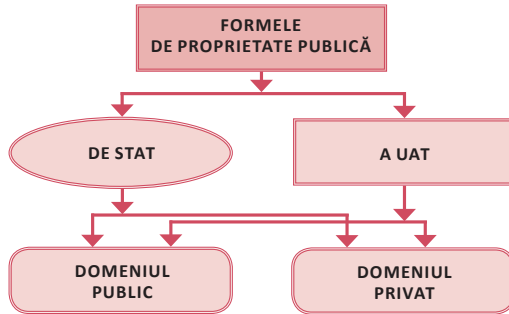 FORMELE
DE PROPRIETATE PUBLICĂ
DE STAT
A UAT
DOMENIUL
PUBLIC
DOMENIUL
PRIVAT